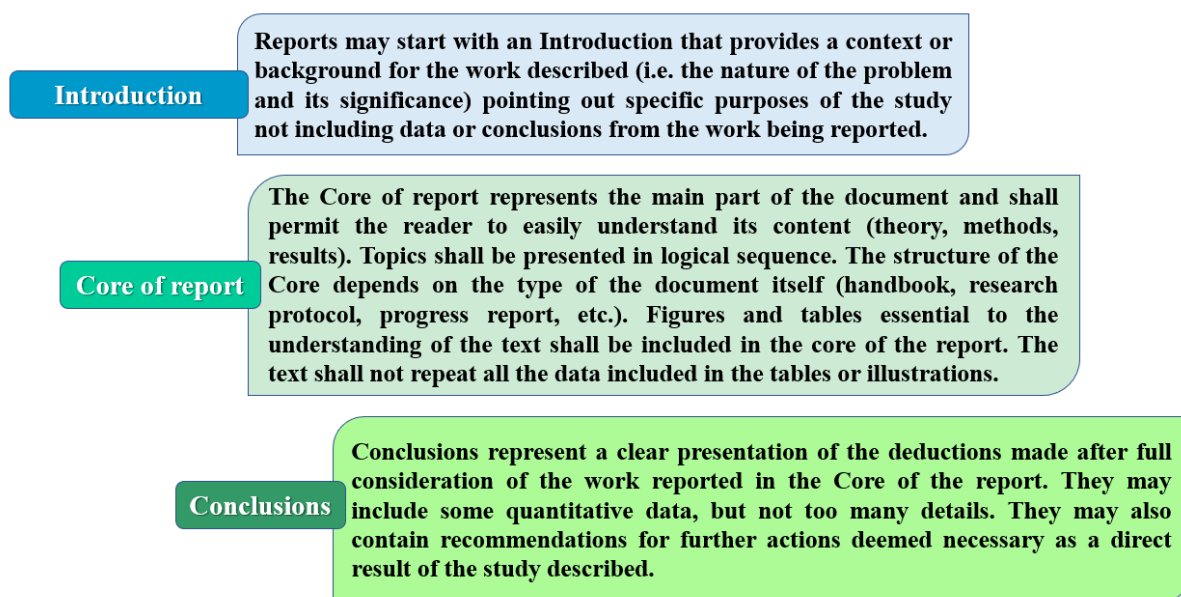 Introduction
Reports may start with an Introduction that provides a context or
background for the work described (i.e. the nature of the problem
and its significance) pointing out specific purposes of the study
not including data or conclusions from the work being reported.
Core of report
The Core of report represents the main part of the document and shall
permit the reader to easily understand its content (theory, methods,
results). Topics shall be presented in logical sequence. The structure of the
Core depends on the type of the document itself (handbook, research
protocol, progress report, etc.). Figures and tables essential to the
understanding of the text shall be included in the core of the report. The
text shall not repeat all the data included in the tables or illustrations.
Conclusions
Conclusions represent a clear presentation of the deductions made after full
consideration of the work reported in the Core of the report. They may
include some quantitative data, but not too many details. They may also
contain recommendations for further actions deemed necessary as a direct
result of the study described.